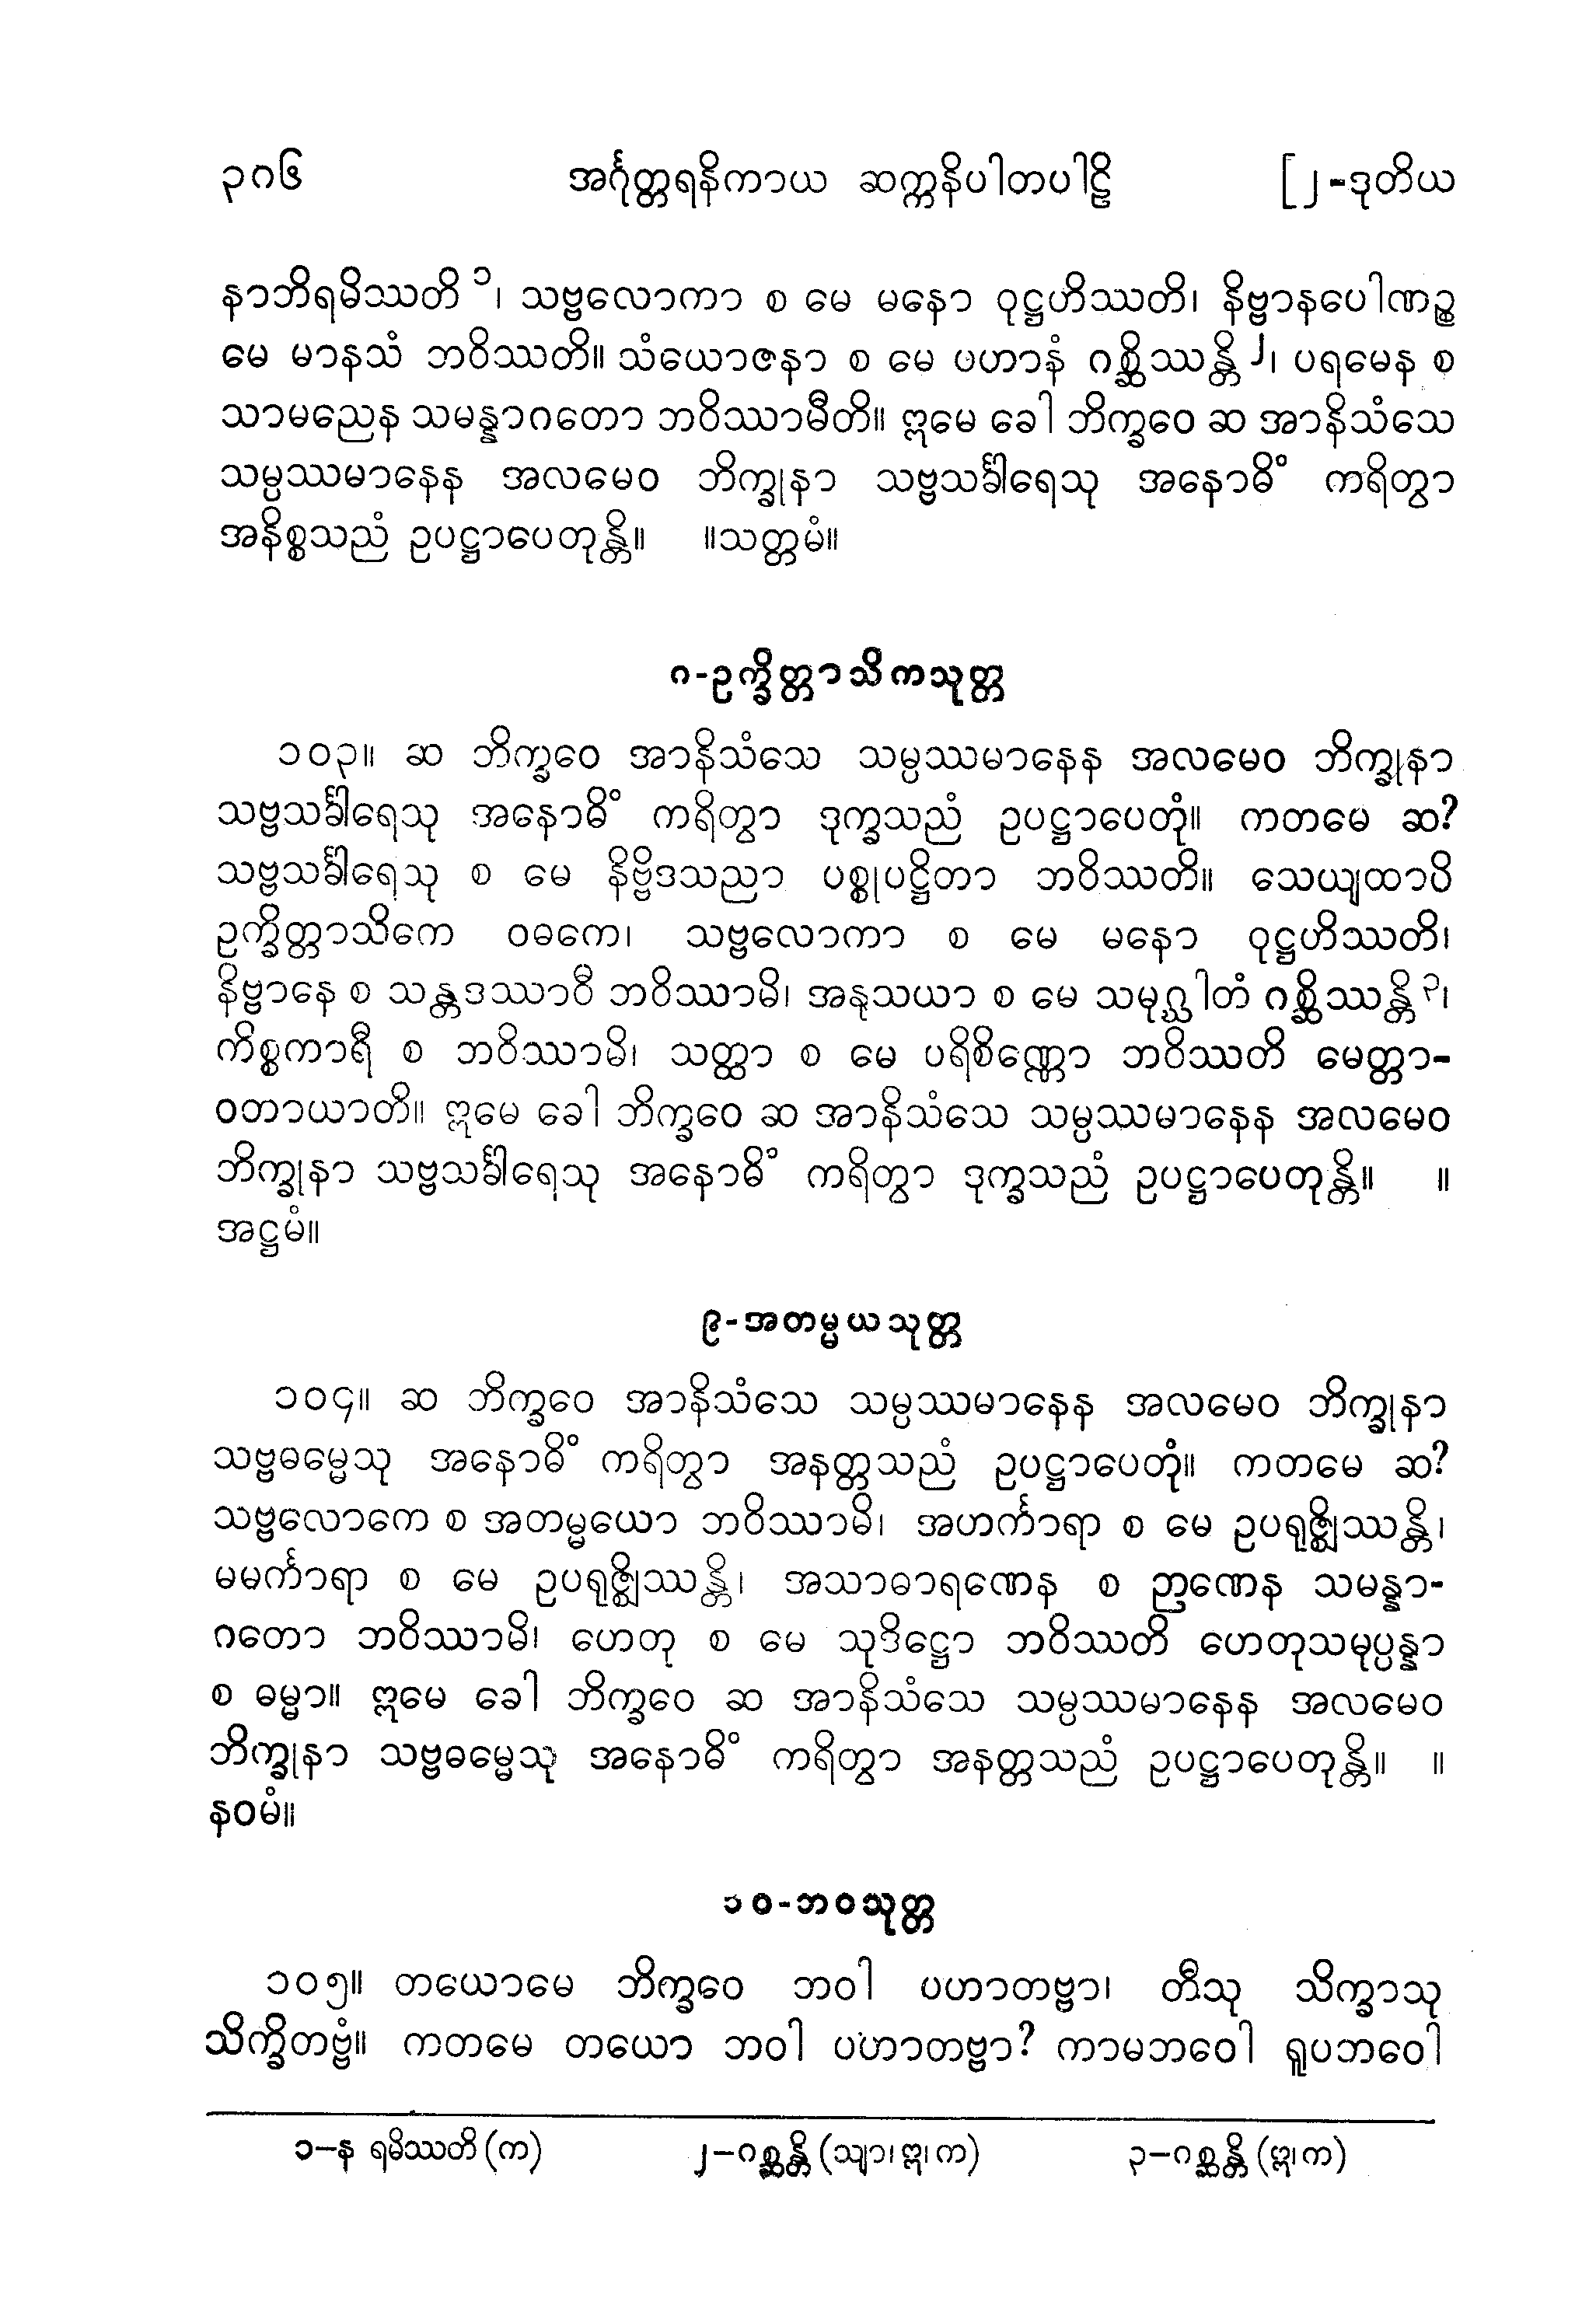 ၃၈၆ အင်္ဂုတ္တရနိကာယ ဆက္ကနိပါတပါဠိ [၂-ဒုတိယ
နာဘိရမိဿတိ ၁၊ သဗ္ဗလောကာ စ မေ မနော ဝုဋ္ဌဟိဿတိ၊ နိဗ္ဗာနပေါဏဉ္စ
မေ မာနသံ ဘဝိဿတိ။ သံယောဇနာ စ မေ ပဟာနံ ဂစ္ဆိဿန္တိ ၂၊ ပရမေန စ
သာမညေန သမန္နာဂတော ဘဝိဿာမီတိ။ ဣမေ ခေါ ဘိက္ခဝေ ဆ အာနိသံသေ
သမ္ပဿမာနေန အလမေဝ ဘိက္ခုနာ သဗ္ဗသင်္ခါရေသု အနောဓိံ ကရိတွာ
အနိစ္စသညံ ဥပဋ္ဌာပေတုန္တိ။ ။သတ္တမံ။
၈-ဥက္ခိတ္တာသိကသုတ္တ
၁၀၃။ ဆ ဘိက္ခဝေ အာနိသံသေ သမ္ပဿမာနေန အလမေဝ ဘိက္ခုနာ
သဗ္ဗသင်္ခါရေသု အနောဓိံ ကရိတွာ ဒုက္ခသညံ ဥပဋ္ဌာပေတုံ။ ကတမေ ဆ?
သဗ္ဗသင်္ခါရေသု စ မေ နိဗ္ဗိဒသညာ ပစ္စုပဋ္ဌိတာ ဘဝိဿတိ။ သေယျထာပိ
ဥက္ခိတ္တာသိကေ ဝဓကေ၊ သဗ္ဗလောကာ စ မေ မနော ဝုဋ္ဌဟိဿတိ၊
နိဗ္ဗာနေ စ သန္တဒဿာဝီ ဘဝိဿာမိ၊ အနုသယာ စ မေ သမုဂ္ဃါတံ ဂစ္ဆိဿန္တိ ၃၊
ကိစ္စကာရီ စ ဘဝိဿာမိ၊ သတ္ထာ စ မေ ပရိစိဏ္ဏော ဘဝိဿတိ မေတ္တာ-
ဝတာယာတိ။ ဣမေ ခေါ ဘိက္ခဝေ ဆ အာနိသံသေ သမ္ပဿမာနေန အလမေဝ
ဘိက္ခုနာ သဗ္ဗသင်္ခါရေသု အနောဓိံ ကရိတွာ ဒုက္ခသညံ ဥပဋ္ဌာပေတုန္တိ။ ။
အဋ္ဌမံ။
၉-အတမ္မယသုတ္တ
၁၀၄။ ဆ ဘိက္ခဝေ အာနိသံသေ သမ္ပဿမာနေန အလမေဝ ဘိက္ခုနာ
သဗ္ဗဓမ္မေသု အနောဓိံ ကရိတွာ အနတ္တသညံ ဥပဋ္ဌာပေတုံ။ ကတမေ ဆ?
သဗ္ဗလောကေ စ အတမ္မယော ဘဝိဿာမိ၊ အဟင်္ကာရာ စ မေ ဥပရုဇ္ဈိဿန္တိ၊
မမင်္ကာရာ စ မေ ဥပရုဇ္ဈိဿန္တိ၊ အသာဓာရဏေန စ ဉာဏေန သမန္နာ-
ဂတော ဘဝိဿာမိ၊ ဟေတု စ မေ သုဒိဋ္ဌော ဘဝိဿတိ ဟေတုသမုပ္ပန္နာ
စ ဓမ္မာ။ ဣမေ ခေါ ဘိက္ခဝေ ဆ အာနိသံသေ သမ္ပဿမာနေန အလမေဝ
ဘိက္ခုနာ သဗ္ဗဓမ္မေသု အနောဓိံ ကရိတွာ အနတ္တသညံ ဥပဋ္ဌာပေတုန္တိ။ ။
နဝမံ။
၁၀-ဘဝသုတ္တ
၁၀၅။ တယောမေ ဘိက္ခဝေ ဘဝါ ပဟာတဗ္ဗာ၊ တီသု သိက္ခာသု
သိက္ခိတဗ္ဗံ။ ကတမေ တယော ဘဝါ ပဟာတဗ္ဗာ? ကာမဘဝေါ ရူပဘဝေါ
၁-န ရမိဿတိ (က) ၂-ဂစ္ဆန္တိ (သျာ၊ ဣ၊ က) ၃-ဂစ္ဆန္တိ (ဣ၊ က)